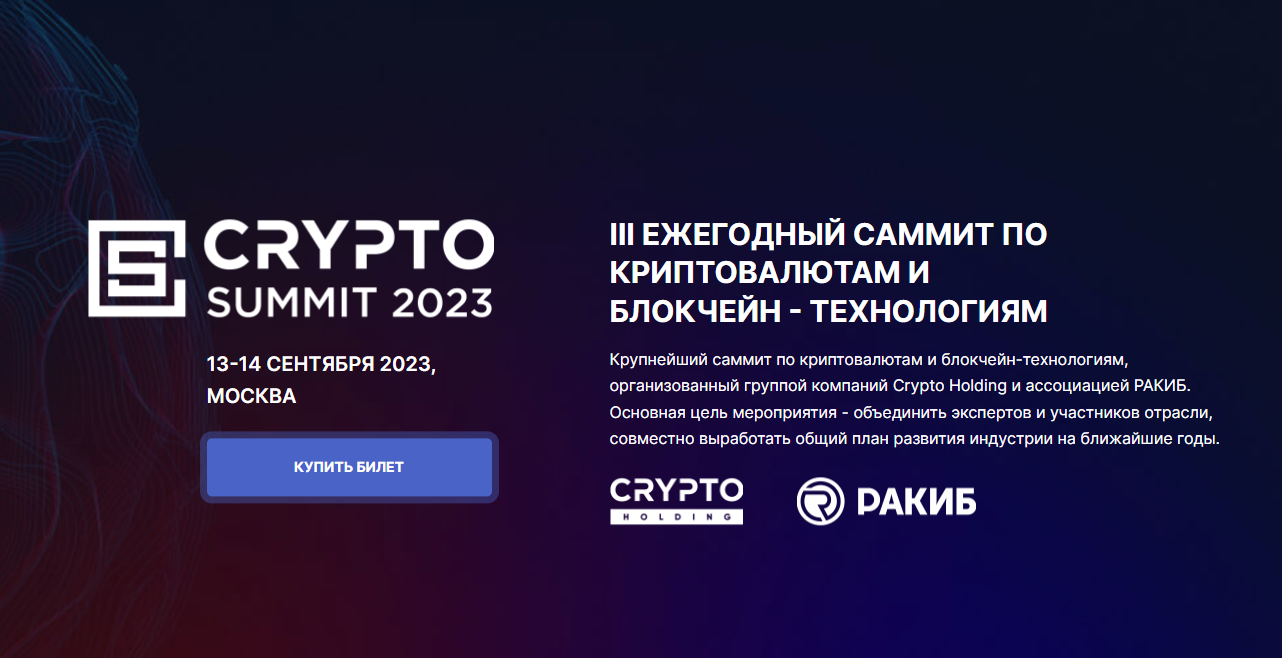 CRYPTO
SUMMIT 2023
13-14 СЕНТЯБРЯ 2023,
МОСКВА
КУПИТЬ БИЛЕТ
III ЕЖЕГОДНЫЙ САММИТ ПО
КРИПТОВАЛЮТАМ И
БЛОКЧЕЙН - ТЕХНОЛОГИЯМ
Крупнейший саммит по криптовалютам и блокчейн-технологиям,
организованный группой компаний Crypto Holding и ассоциацией РАКИБ.
Основная цель мероприятия - объединить экспертов и участников отрасли,
совместно выработать общий план развития индустрии на ближайшие годы.
CRYPTO
HOLDING
РАКИБ